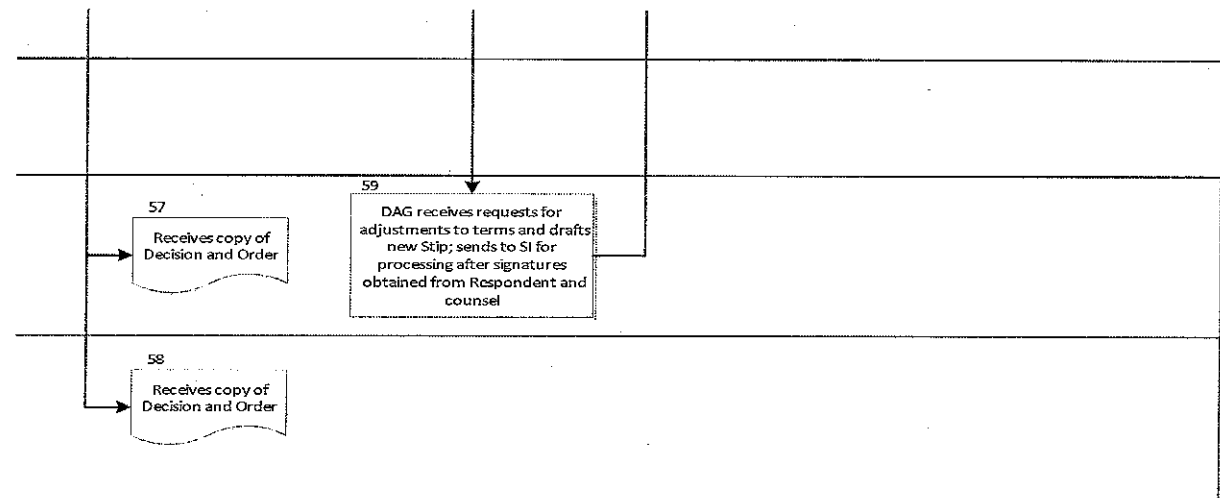 57
Receives copy of
Decision and Order
59
DAG receives requests for
adjustments to terms and drafts
new Stip; sends to SI for
processing after signatures
obtained from Respondent and
counsel
58
Receives copy of
Decision and Order